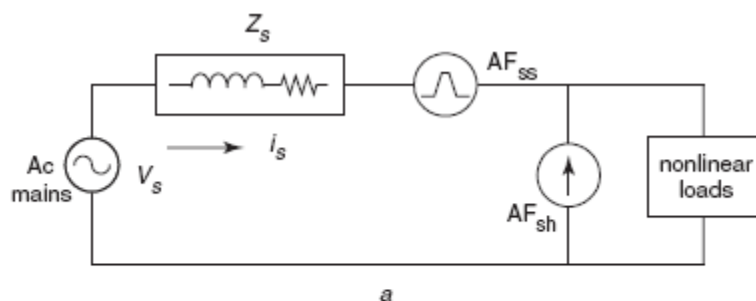 Z_s
AF_ss
i_s
Ac
mains
V_s
AF_sh
nonlinear
loads
a